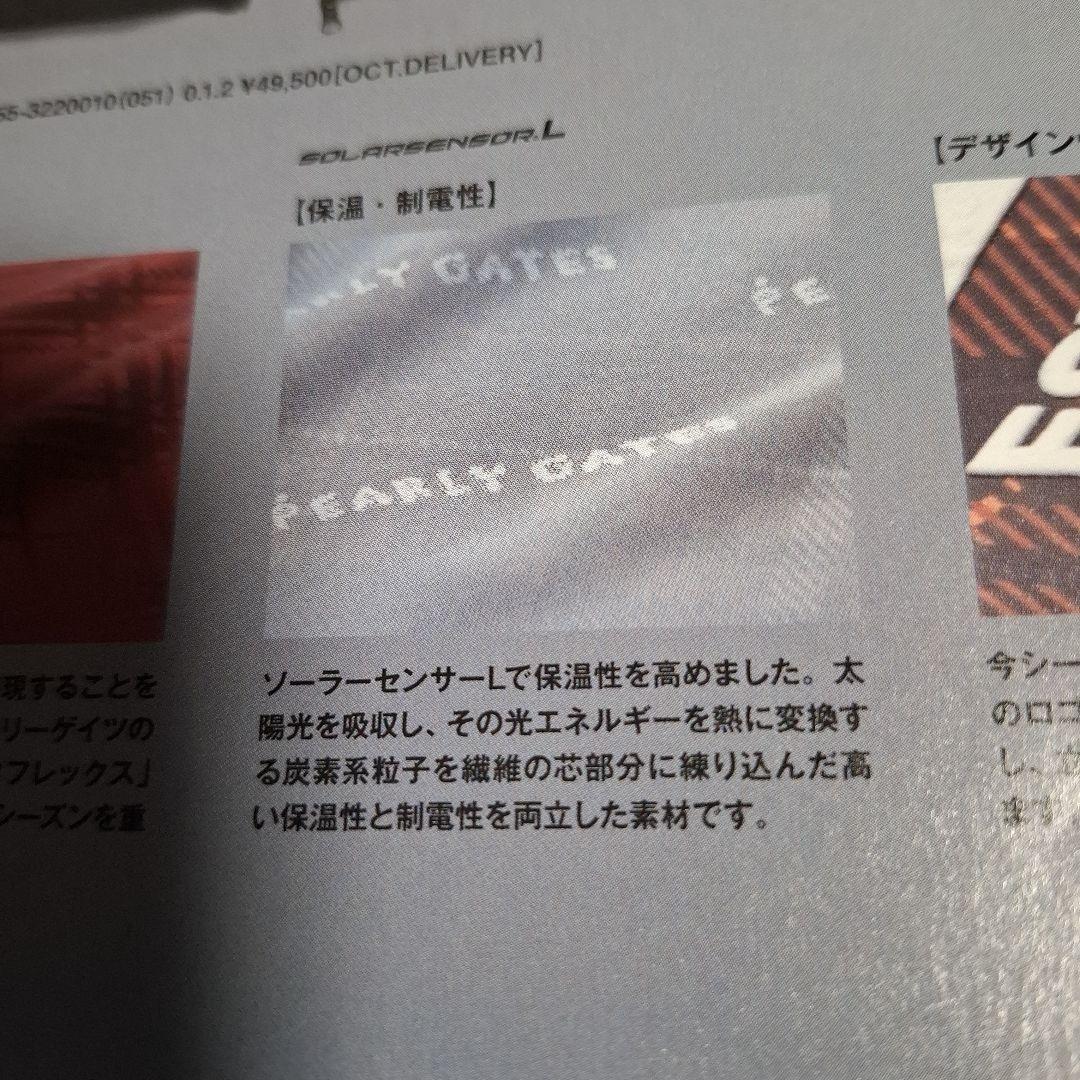 55-3220010(051) 0.1.2 ¥49,500[OCT.DELIVERY]
SOLARSENSOR.L
【保温・制電性】
【デザイン
RLY GATES
PE
PEARLY GATES
ソーラーセンサーLで保温性を高めました。太
陽光を吸収し、その光エネルギーを熱に変換す
る炭素系粒子を繊維の芯部分に練り込んだ高
い保温性と制電性を両立した素材です。
現することを
リーゲイツの
フレックス」
シーズンを重
今シー
のロゴ
し、
ます